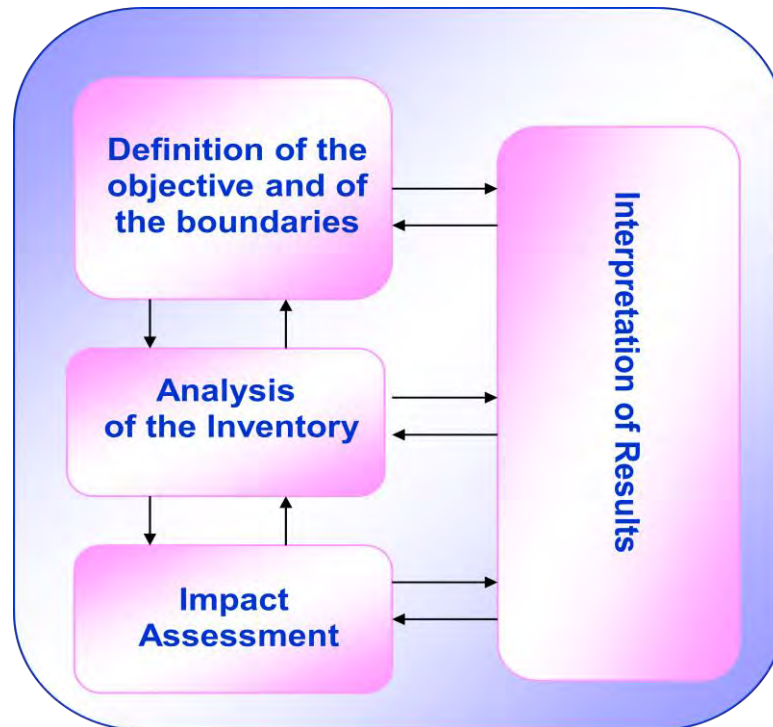 Definition of the
objective and of
the boundaries
Analysis
of the Inventory
Impact
Assessment
Interpretation of Results